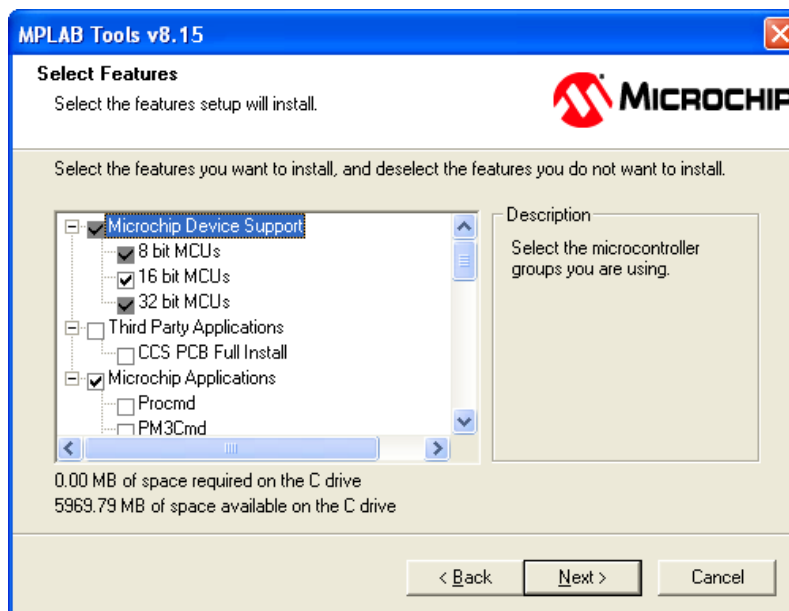 MPLAB Tools v8.15
Select Features
Select the features setup will install.
MICROCHIP
Select the features you want to install, and deselect the features you do not want to install.
Microchip Device Support
8 bit MCUs
16 bit MCUs
32 bit MCUs
Third Party Applications
CCS PCB Full Install
Microchip Applications
Procmd
PM3Cmd
Description
Select the microcontroller
groups you are using.
0.00 MB of space required on the C drive
5969.79 MB of space available on the C drive
< Back
Next >
Cancel